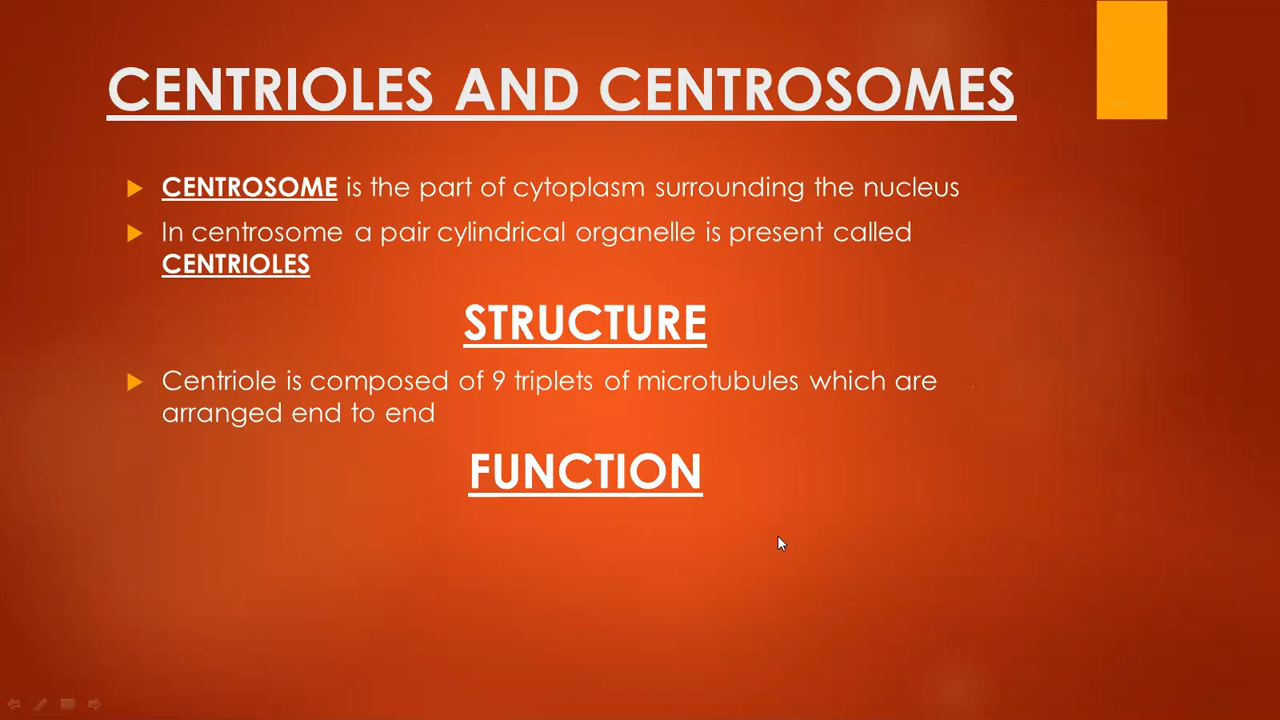 CENTRIOLES AND CENTROSOMES
CENTROSOME is the part of cytoplasm surrounding the nucleus
In centrosome a pair cylindrical organelle is present called
CENTRIOLES
STRUCTURE
Centriole is composed of 9 triplets of microtubules which are
arranged end to end
FUNCTION